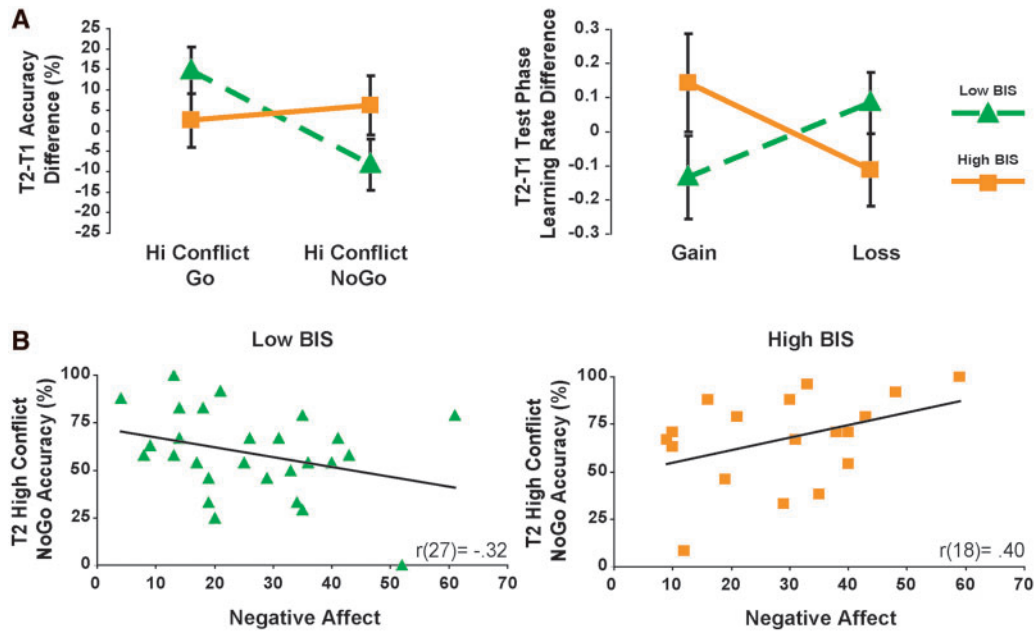 A
T2-T1 Accuracy
Difference (%)
25
20
15
10
5
0
-5
-10
-15
-20
-25
Hi Conflict
Go
Hi Conflict
NoGo
T2-T1 Test Phase
Learning Rate Difference
0.3
0.2
0.1
0
-0.1
-0.2
-0.3
Gain
Loss
Low BIS
High BIS
B
Low BIS
T2 High Conflict
NoGo Accuracy (%)
100
75
50
25
0
r(27)= -.32
0 10 20 30 40 50 60 70
Negative Affect
High BIS
T2 High Conflict
NoGo Accuracy (%)
100
75
50
25
0
r(18)= .40
0 10 20 30 40 50 60 70
Negative Affect